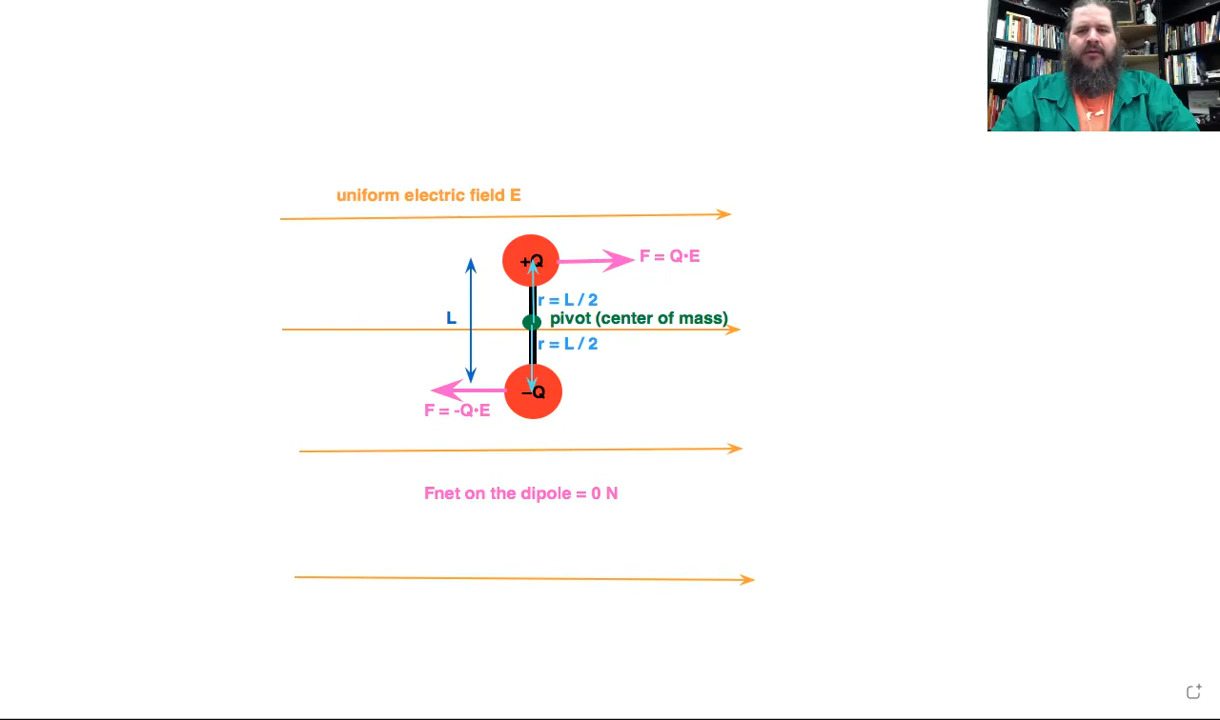 uniform electric field E
+Q
F = Q•E
r = L / 2
L
pivot (center of mass)
r = L / 2
–Q
F = -Q•E
Fnet on the dipole = 0 N